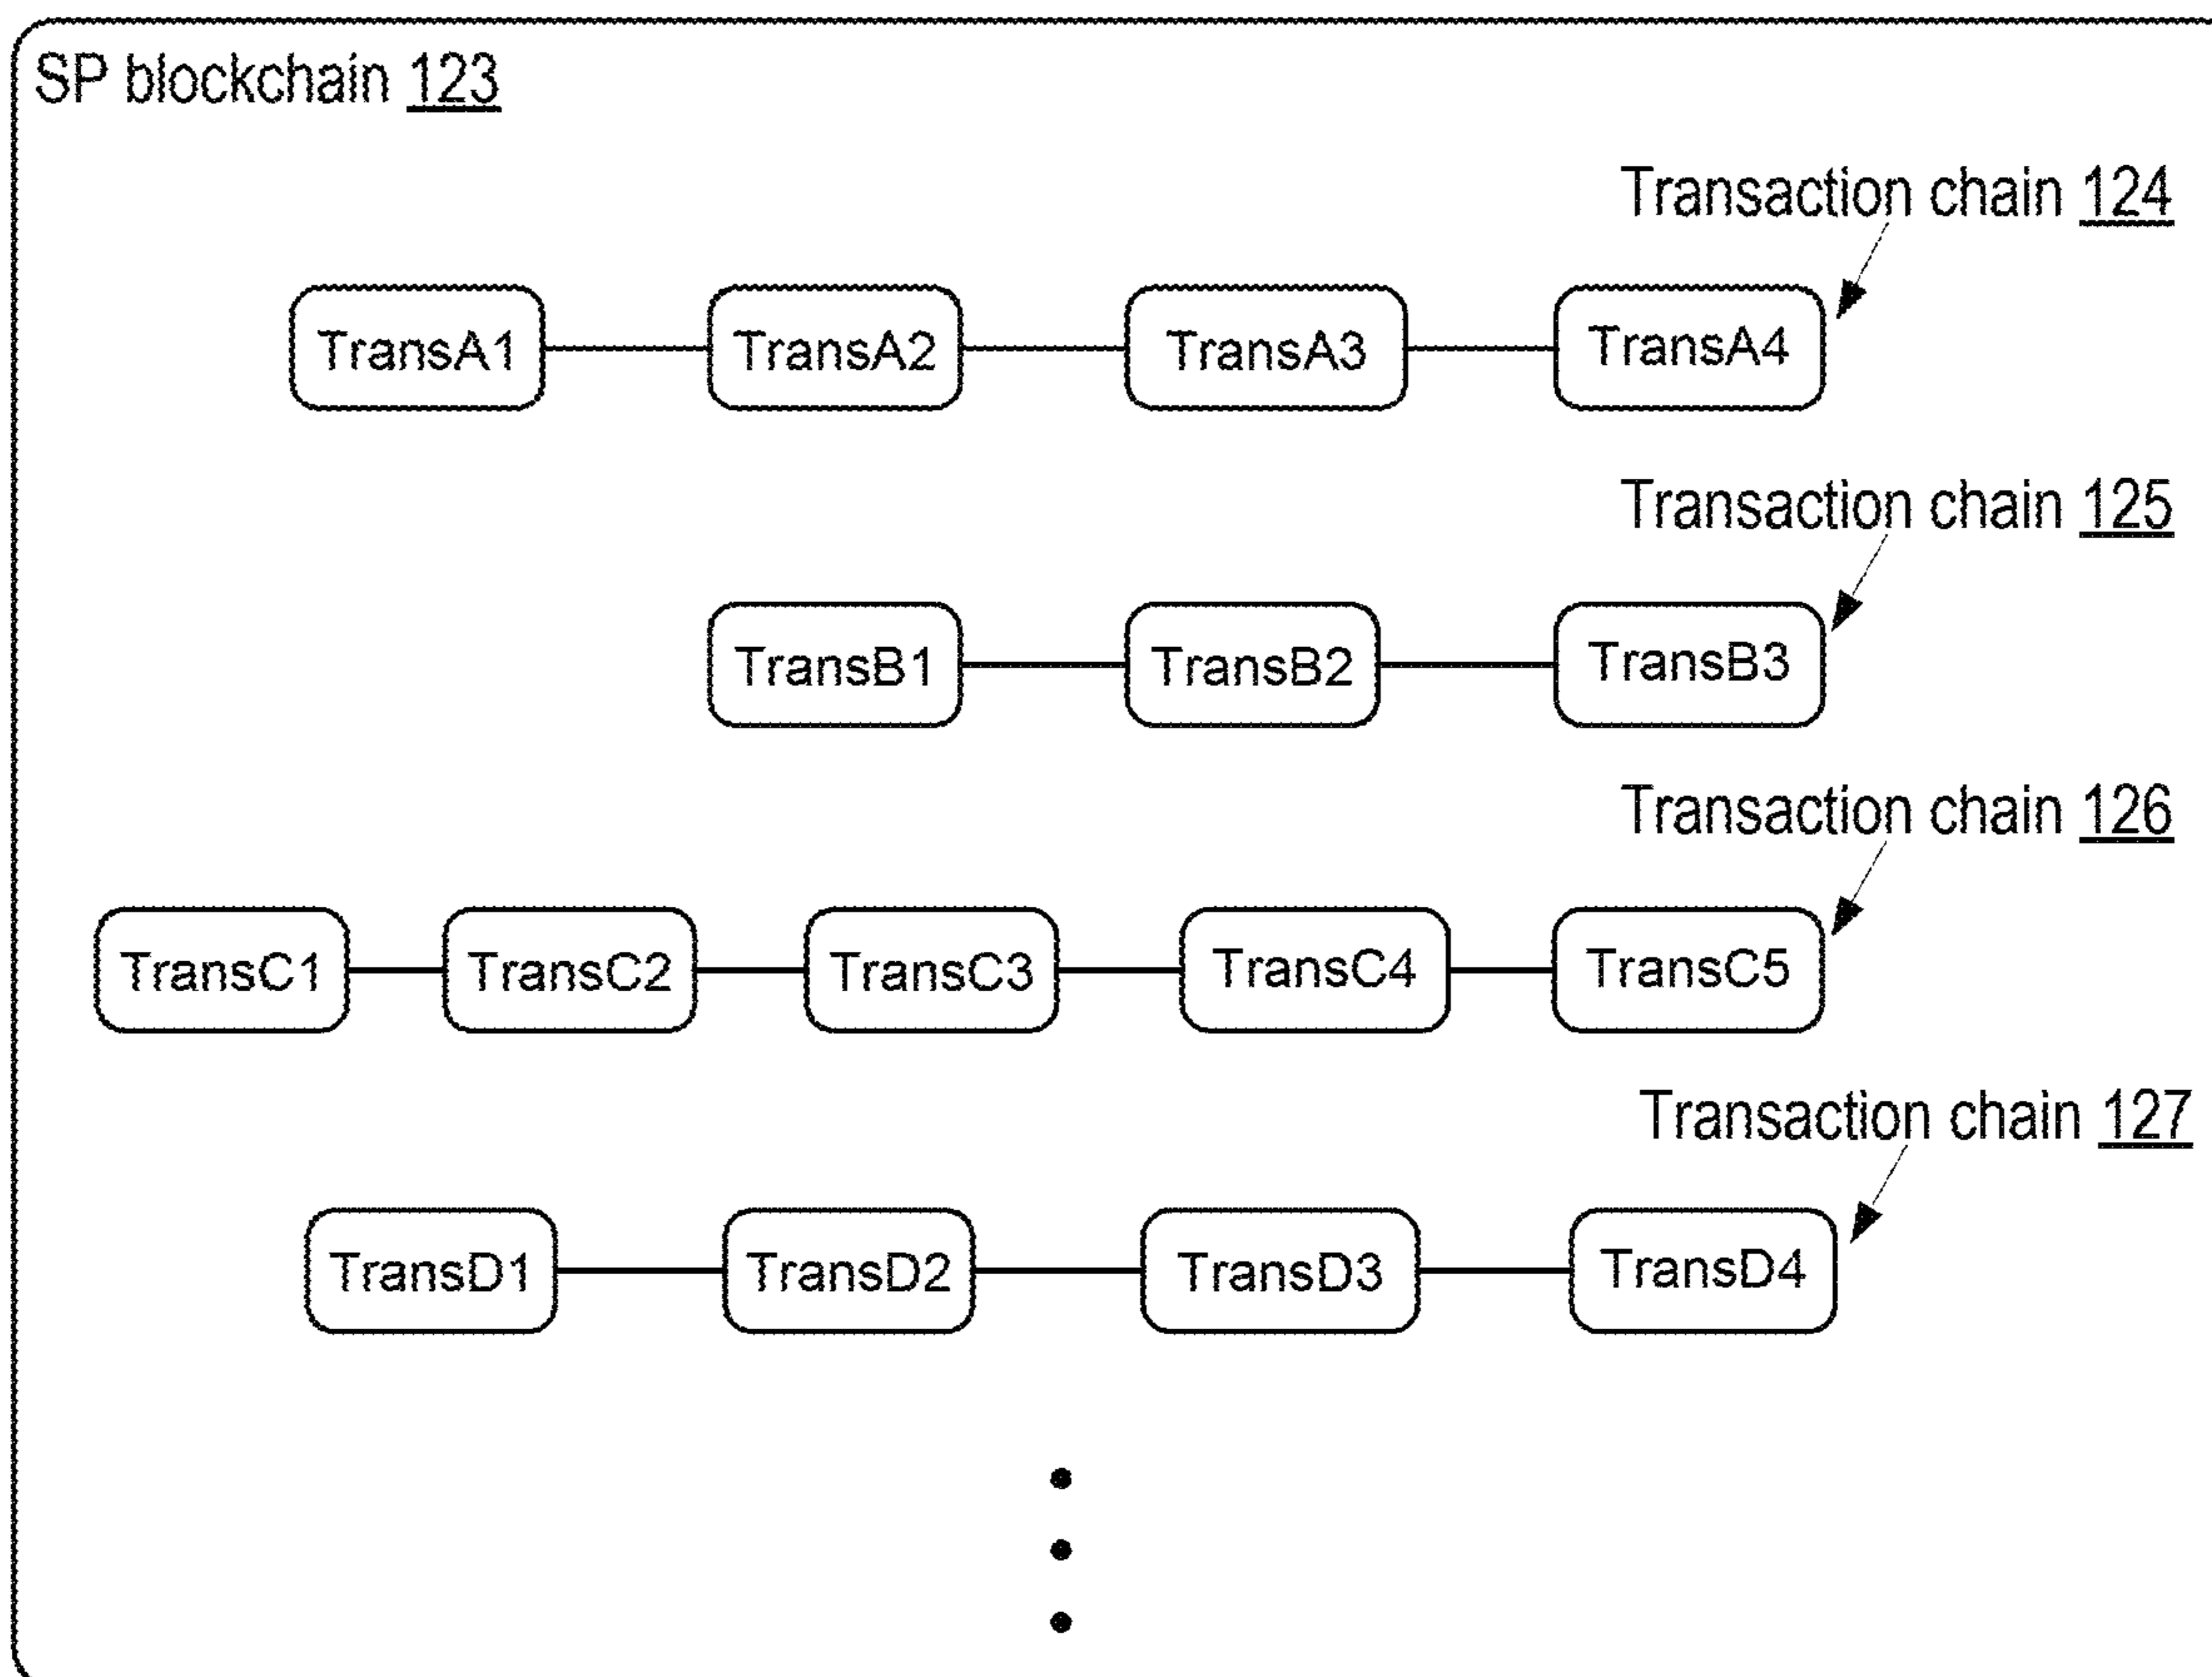 SP blockchain 123
Transaction chain 124
TransA1 TransA2 TransA3 TransA4
Transaction chain 125
TransB1 TransB2 TransB3
Transaction chain 126
TransC1 TransC2 TransC3 TransC4 TransC5
Transaction chain 127
TransD1 TransD2 TransD3 TransD4